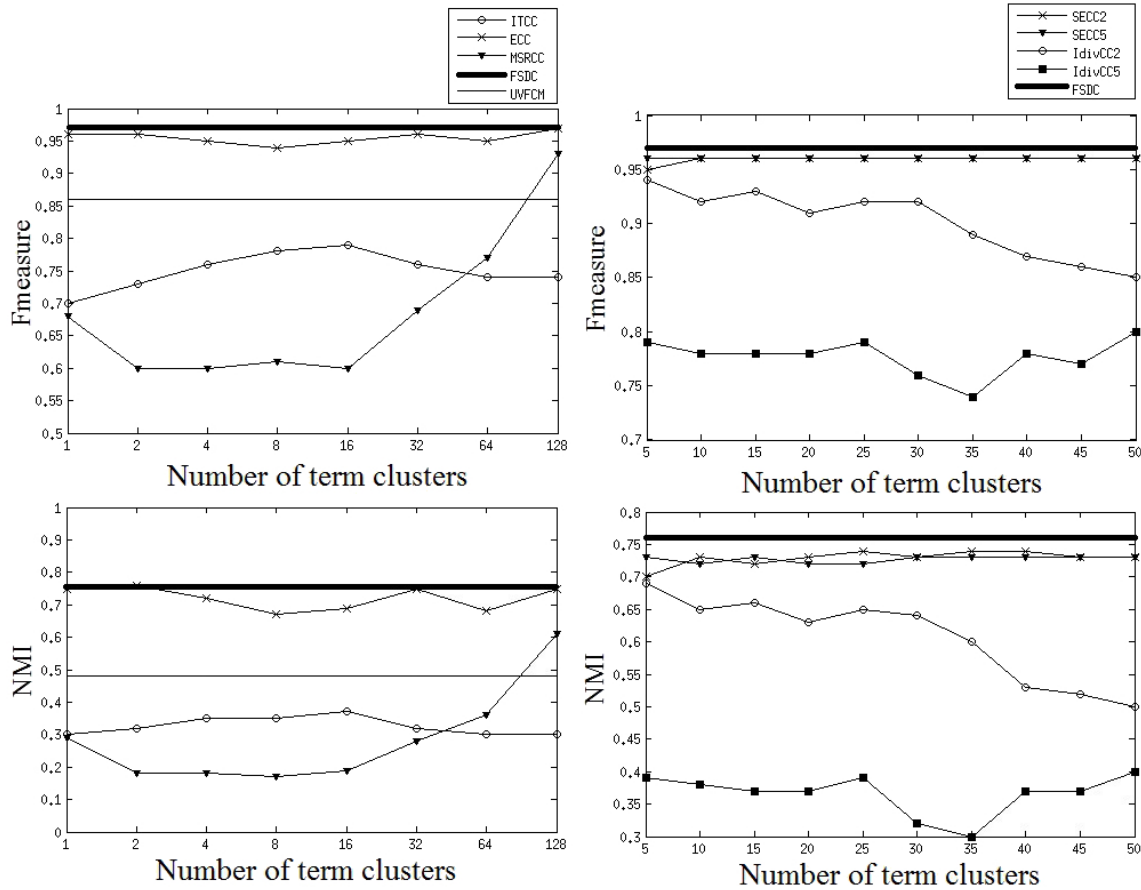 ITCC
ECC
MSRCC
FSDC
UVFCM
1
0.95
0.9
0.85
0.8
0.75
0.7
0.65
0.6
0.55
0.5
Fmeasure
1 2 4 8 16 32 64 128
Number of term clusters
SECC2
SECC5
IdivCC2
IdivCC5
FSDC
1
0.95
0.9
0.85
0.8
0.75
0.7
Fmeasure
5 10 15 20 25 30 35 40 45 50
Number of term clusters
1
0.9
0.8
0.7
0.6
0.5
0.4
0.3
0.2
0.1
0
NMI
1 2 4 8 16 32 64 128
Number of term clusters
0.8
0.75
0.7
0.65
0.6
0.55
0.5
0.45
0.4
0.35
0.3
NMI
5 10 15 20 25 30 35 40 45 50
Number of term clusters